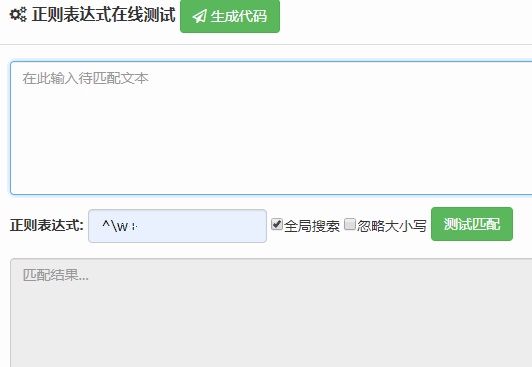 正则表达式在线测试 生成代码
在此输入待匹配文本
正则表达式: ^\w+ 全局搜索 忽略大小写 测试匹配
匹配结果...